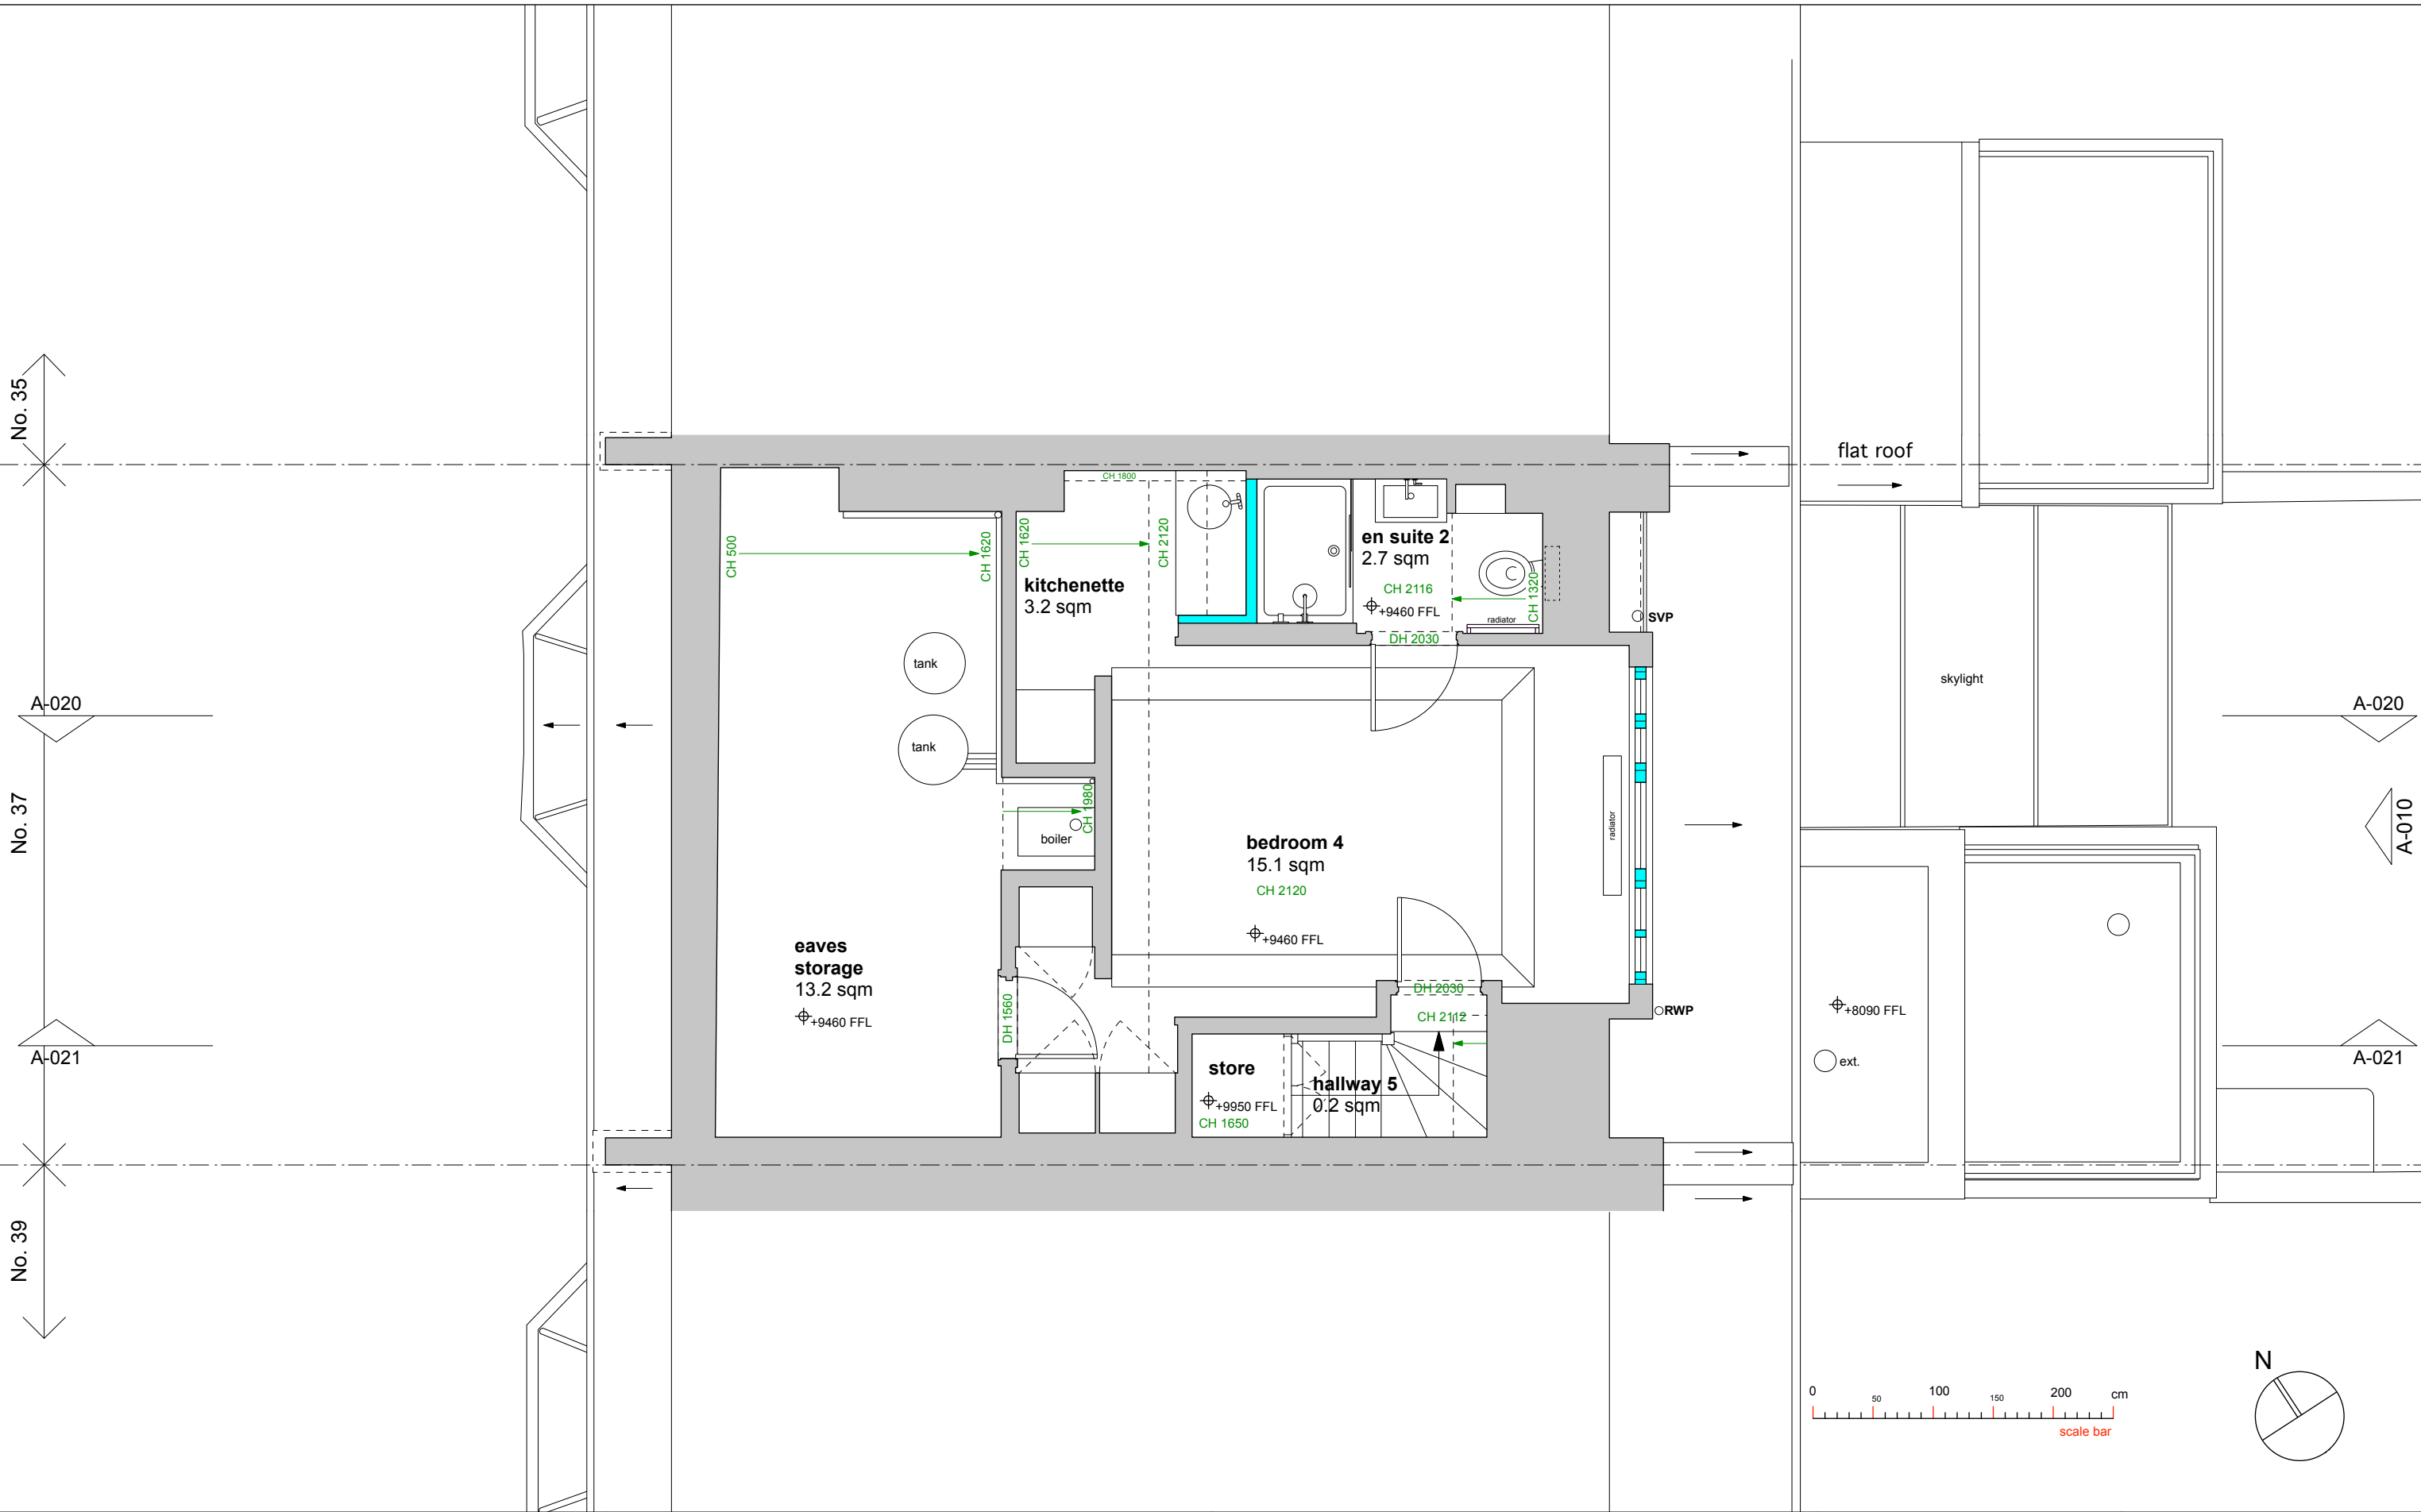 No. 35
flat roof
CH 1800
CH 500
CH 1620
CH 1620
CH 2120
kitchenette
3.2 sqm
en suite 2
2.7 sqm
CH 2116
+9460 FFL
CH 1320
radiator
DH 2030
SVP
tank
tank
skylight
A-020
A-020
No. 37
CH 1980
boiler
bedroom 4
15.1 sqm
CH 2120
+9460 FFL
radiator
A-010
eaves
storage
13.2 sqm
+9460 FFL
DH 1560
DH 2030
CH 2112
RWP
+8090 FFL
ext.
A-021
A-021
store
+9950 FFL
CH 1650
hallway 5
0.2 sqm
No. 39
N
0
50
100
150
200
cm
scale bar